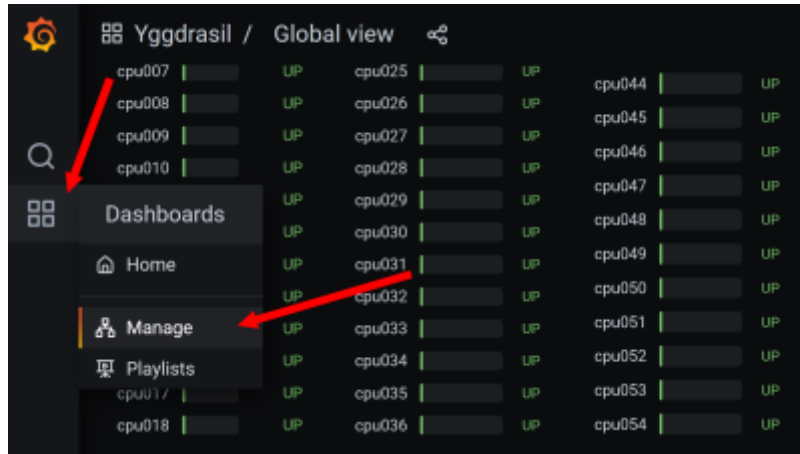 Yggdrasil / Global view
cpu007 UP cpu025 UP
cpu044 UP
cpu008 UP cpu026 UP
cpu045 UP
cpu009 UP cpu027 UP
cpu046 UP
cpu010 UP cpu028 UP
cpu047 UP
Dashboards UP cpu029 UP
cpu048 UP
UP cpu030 UP
cpu049 UP
Home UP cpu031 UP
cpu050 UP
UP cpu032 UP
cpu051 UP
Manage UP cpu033 UP
cpu052 UP
Playlists UP cpu034 UP
cpu053 UP
cpu017 UP cpu035 UP
cpu018 UP cpu036 UP
cpu054 UP